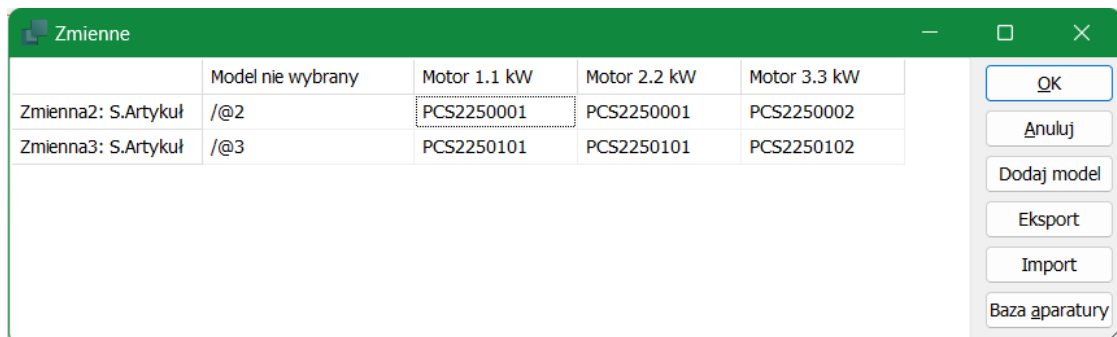 Zmienne
Model nie wybrany Motor 1.1 kW Motor 2.2 kW Motor 3.3 kW
Zmienna2: S.Artykuł /@2 PCS2250001 PCS2250001 PCS2250002
Zmienna3: S.Artykuł /@3 PCS2250101 PCS2250101 PCS2250102
OK
Anuluj
Dodaj model
Eksport
Import
Baza aparatury